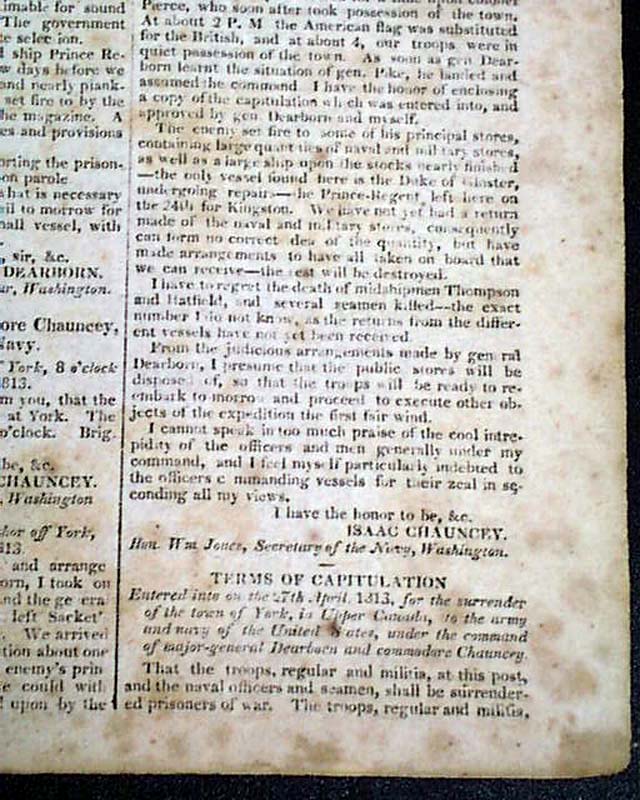 imable for sound
The government
te selec ion.
d ship Prince Re-
w days before we
and nearly plank-
set fire to by the
he magazine. A
es and provisions
orting the prison-
on parole
what is necessary
ail to morrow for
nall vessel, with
, sir, &c.
DEARBORN.
ar, Washington.
ore Chauncey,
Navy.
York, 8 o'clock
1813.
m you, that the
at York. The
o'clock. Brig.
be, &c.
CHAUNCEY.
, Washington
chor off York,
813.
and arrange
orn, I took on
nd the ge eral
left Sacket'
. We arrived
tion about one
enemy's prin
e could with
d upon by the
Pierce, who soon after took possession of the town.
At about 2 P. M the American flag was substituted
for the British, and at about 4, our troops were in
quiet possession of the town. As soon as gen Dear-
born learnt the situation of gen. Pike, he landed and
assumed the command I have the honor of enclosing
a copy of the capitulation wh ch was entered into, and
approved by gen Dearborn and myself.
The enemy set fire to some of his principal stores,
containing large quant ties of naval and mil tary stores,
as well as a large ship upon the stocks nearly finished
—the only vessel found here is the Duke of Gloster,
undergoing repairs—the Prince-Regent, left here on
the 24th for Kingston. We have not yet had a return
made of the naval and military stores, consequently
can form no correct dea of the quantity, but have
made arrangements to have all taken on board that
we can receive—the rest will be destroyed.
I have to regret the death of midshipmen Thompson
and Hatfield, and several seamen killed—the exact
number I do not know, as the returns from the differ-
ent vessels have not yet been received
From the judicious arrangements made by gen ral
Dearborn, I presume that the public stores will be
disposed of, so that the troops will be ready to re-
embark to morrow and proceed to execute other ob-
jects of the expedition the first fair wind.
I cannot speak in too much praise of the cool intre-
pidity of the officers and men generally under my
command, and I feel myself particularly indebted to
the officers c mmanding vessels for their zeal in se-
conding all my views.
I have the honor to be, &c.
ISAAC CHAUNCEY.
Hon. Wm Jones, Secretary of the Navy, Washington.
TERMS OF CAPITULATION
Entered into on the 27th April, 1813, for the surrender
of the town of York, in Upper Canada, to the army
and navy of the United States, under the command
of major-general Dearborn and commodore Chauncey.
That the troops, regular and militia, at this post,
and the naval officers and seamen, shall be surrender-
ed prisoners of war. The troops, regular and militia,